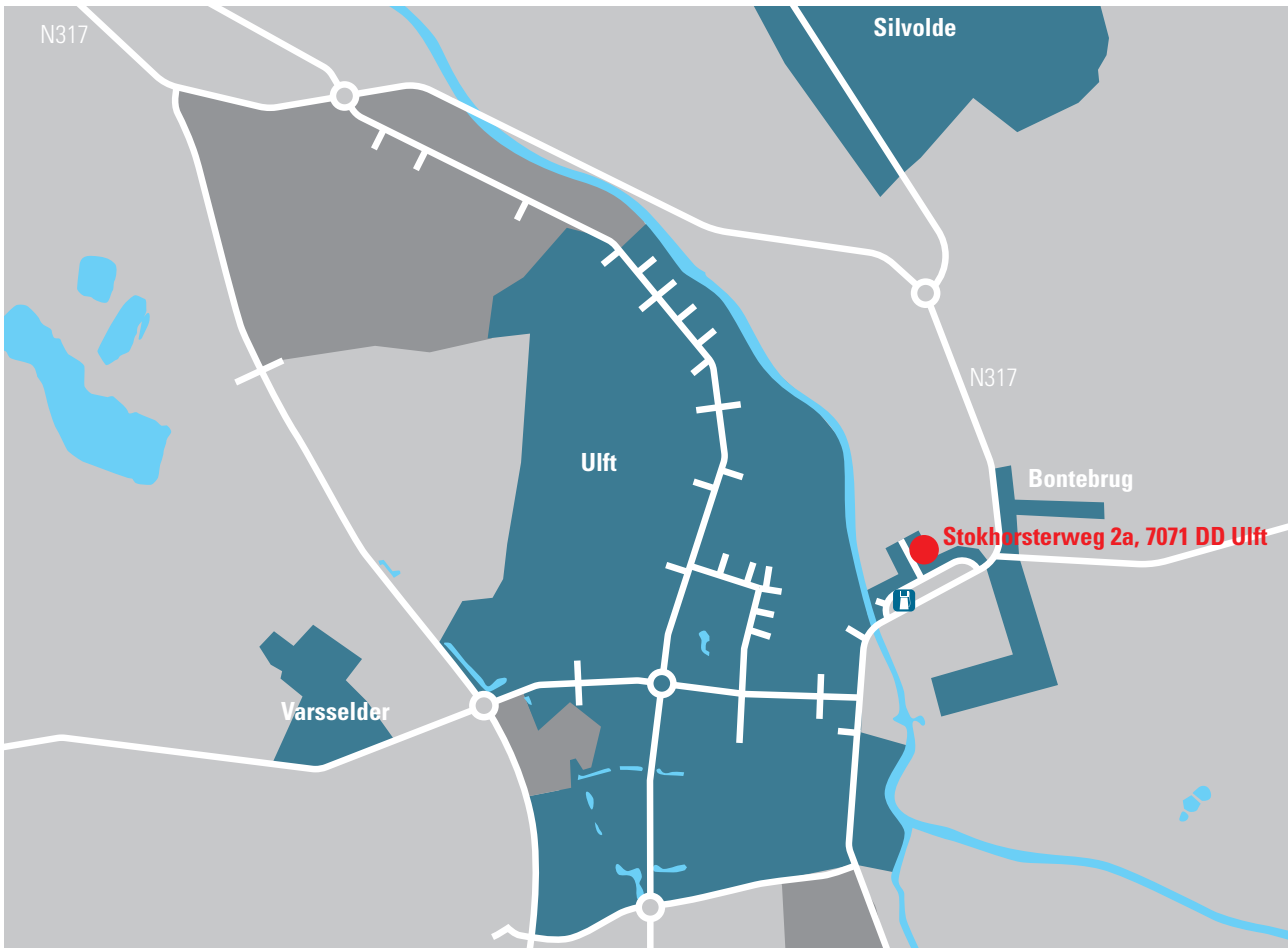 Silvolde
N317
N317
Ulft
Bontebrug
Stokhorsterweg 2a, 7071 DD Ulft
Varsselder